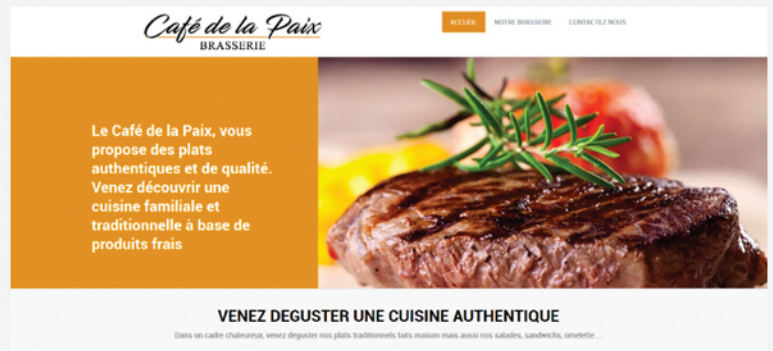 Café de la Paix
BRASSERIE
ACCUEIL NOTRE BRASSERIE CONTACTEZ NOUS
Le Café de la Paix, vous
propose des plats
authentiques et de qualité.
Venez découvrir une
cuisine familiale et
traditionnelle à base de
produits frais
VENEZ DEGUSTER UNE CUISINE AUTHENTIQUE
Dans un cadre chaleureux, venez déguster nos plats traditionnels faits maison mais aussi nos salades, sandwichs, omelette ...